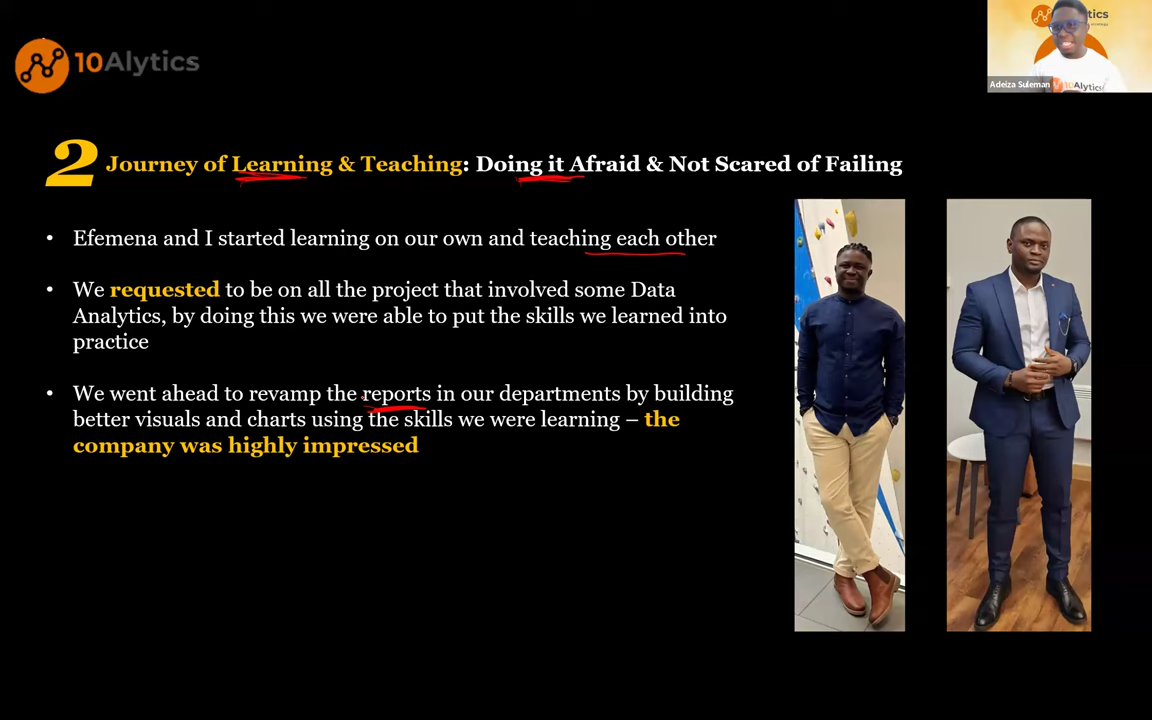 10Alytics
tics
Adeiza Suleman
10Alytics
2 Journey of Learning & Teaching: Doing it Afraid & Not Scared of Failing
• Efemena and I started learning on our own and teaching each other
• We requested to be on all the project that involved some Data
Analytics, by doing this we were able to put the skills we learned into
practice
• We went ahead to revamp the reports in our departments by building
better visuals and charts using the skills we were learning – the
company was highly impressed